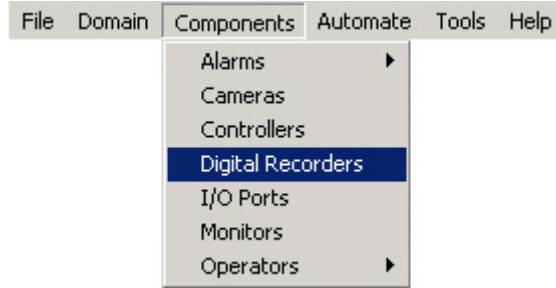 File Domain Components Automate Tools Help
Alarms
Cameras
Controllers
Digital Recorders
I/O Ports
Monitors
Operators